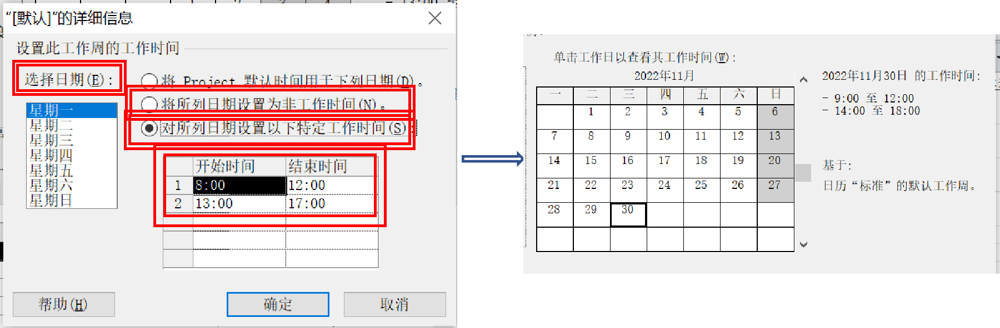 “[默认]”的详细信息
设置此工作周的工作时间
选择日期(E):
星期一
星期二
星期三
星期四
星期五
星期六
星期日
将 Project 默认时间用于下列日期(D)。
将所列日期设置为非工作时间(N)。
对所列日期设置以下特定工作时间(S):
开始时间 结束时间
1 8:00 12:00
2 13:00 17:00
帮助(H) 确定 取消
单击工作日以查看其工作时间(W):
2022年11月
一 二 三 四 五 六 日
1 2 3 4 5 6
7 8 9 10 11 12 13
14 15 16 17 18 19 20
21 22 23 24 25 26 27
28 29 30
2022年11月30日 的工作时间:
- 9:00 至 12:00
- 14:00 至 18:00
基于:
日历“标准”的默认工作周。